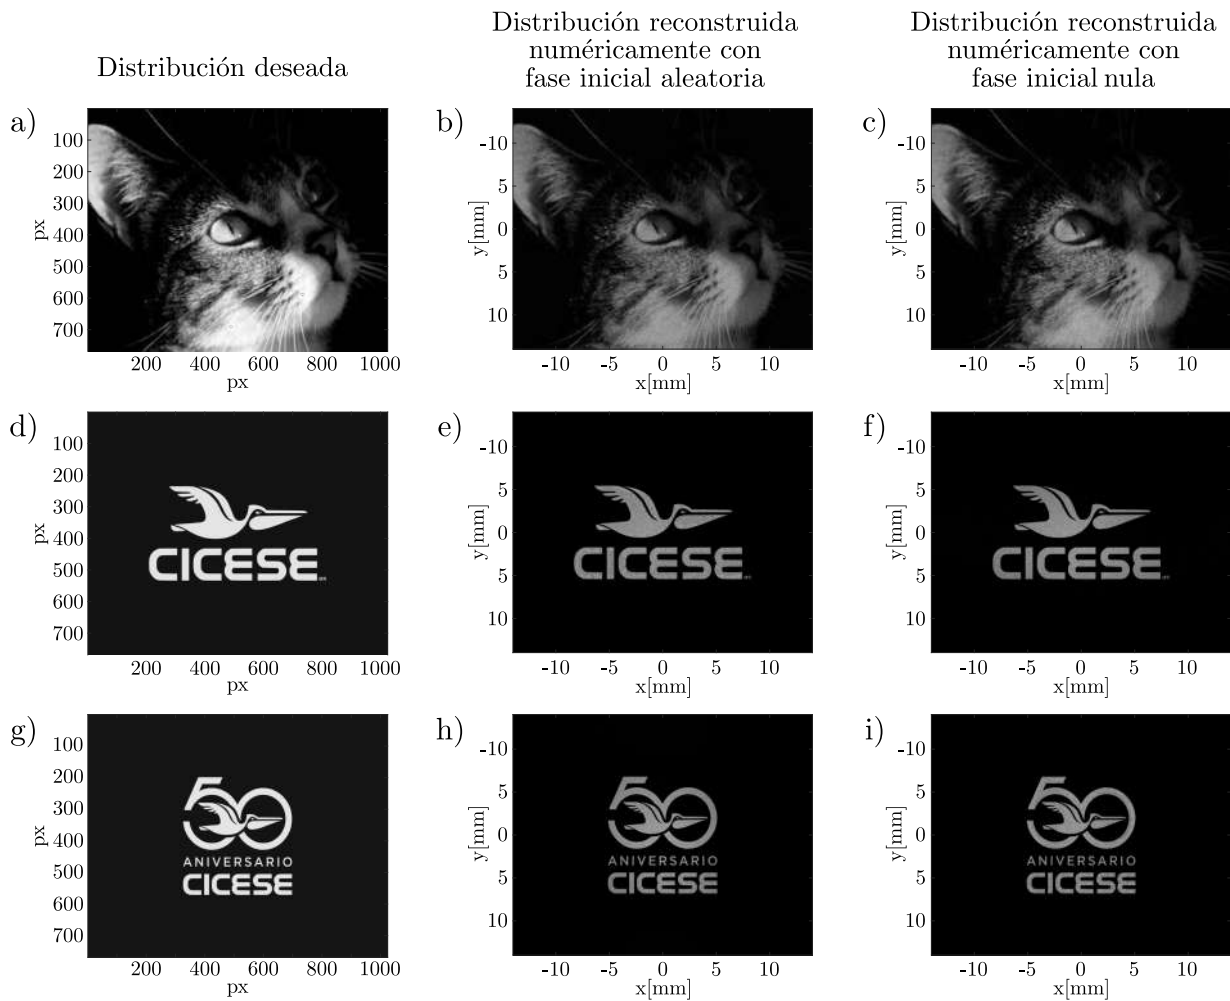 Distribución deseada
Distribución reconstruida
numéricamente con
fase inicial aleatoria
Distribución reconstruida
numéricamente con
fase inicial nula
a)
px
100
200
300
400
500
600
700
200 400 600 800 1000
px
b)
y[mm]
-10
5
0
5
10
-10 -5 0 5 10
x[mm]
c)
y[mm]
-10
5
0
5
10
-10 -5 0 5 10
x[mm]
d)
px
100
200
300
400
500
600
700
CICESE
200 400 600 800 1000
px
e)
y[mm]
-10
5
0
5
10
CICESE
-10 -5 0 5 10
x[mm]
f)
y[mm]
-10
5
0
5
10
CICESE
-10 -5 0 5 10
x[mm]
g)
px
100
200
300
400
500
600
700
50
ANIVERSARIO
CICESE
200 400 600 800 1000
px
h)
y[mm]
-10
5
0
5
10
50
ANIVERSARIO
CICESE
-10 -5 0 5 10
x[mm]
i)
y[mm]
-10
5
0
5
10
50
ANIVERSARIO
CICESE
-10 -5 0 5 10
x[mm]